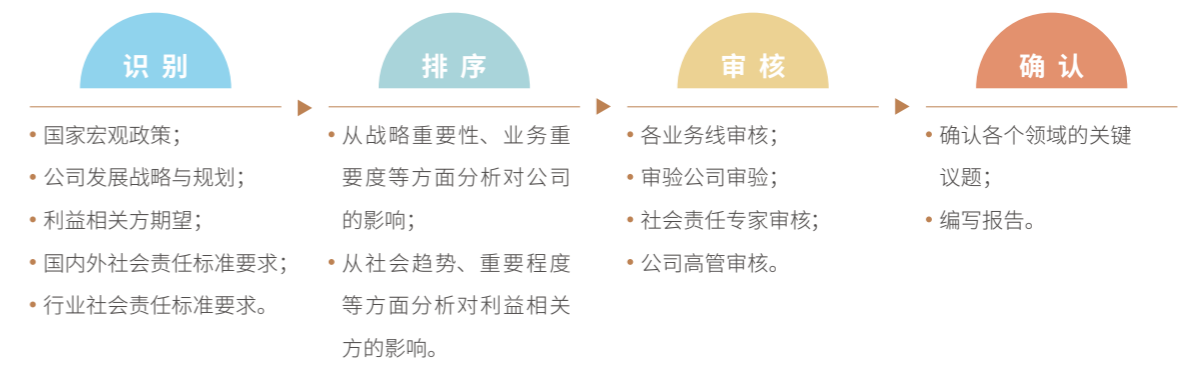 识别
国家宏观政策；
公司发展战略与规划；
利益相关方期望；
国内外社会责任标准要求；
行业社会责任标准要求。
排序
从战略重要性、业务重
要度等方面分析对公司
的影响；
从社会趋势、重要程度
等方面分析对利益相关
方的影响。
审核
各业务线审核；
审验公司审验；
社会责任专家审核；
公司高管审核。
确认
确认各个领域的关键
议题；
编写报告。